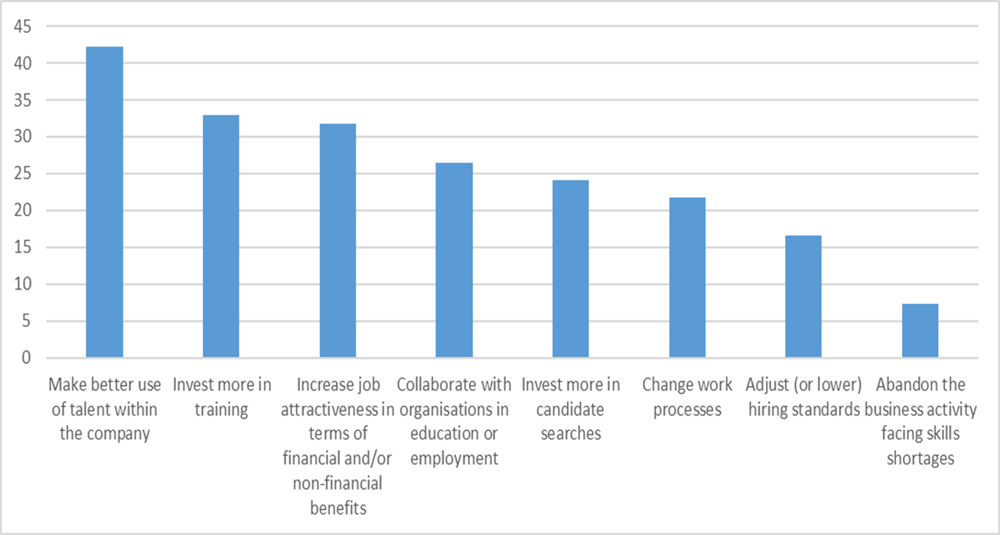 45
40
35
30
25
20
15
10
5
0
Make better use
of talent within
the company
Invest more in
training
Increase job
attractiveness in
terms of
financial and/or
non-financial
benefits
Collaborate with
organisations in
education or
employment
Invest more in
candidate
searches
Change work
processes
Adjust (or lower)
hiring standards
Abandon the
business activity
facing skills
shortages